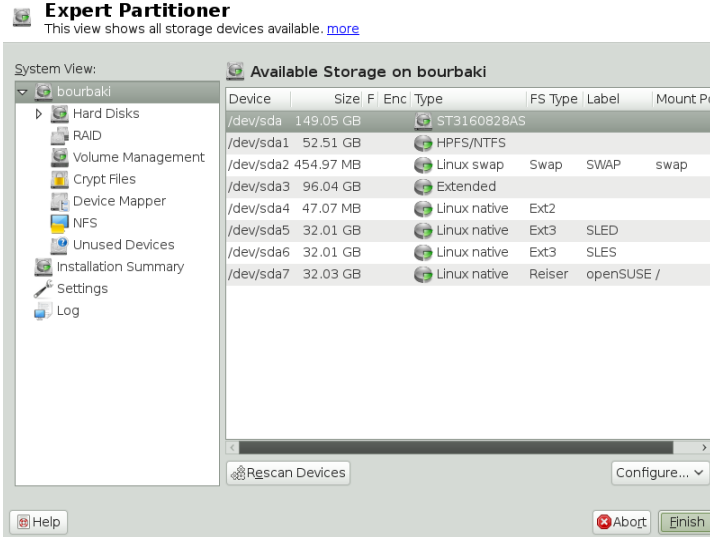 Expert Partitioner
This view shows all storage devices available. more
System View:
bourbaki
Hard Disks
RAID
Volume Management
Crypt Files
Device Mapper
NFS
Unused Devices
Installation Summary
Settings
Log
Available Storage on bourbaki
Device Size F Enc Type FS Type Label Mount Po
/dev/sda 149.05 GB ST3160828AS
/dev/sda1 52.51 GB HPFS/NTFS
/dev/sda2 454.97 MB Linux swap Swap SWAP swap
/dev/sda3 96.04 GB Extended
/dev/sda4 47.07 MB Linux native Ext2
/dev/sda5 32.01 GB Linux native Ext3 SLED
/dev/sda6 32.01 GB Linux native Ext3 SLES
/dev/sda7 32.03 GB Linux native Reiser openSUSE /
Rescan Devices Configure...
Help Abort Finish